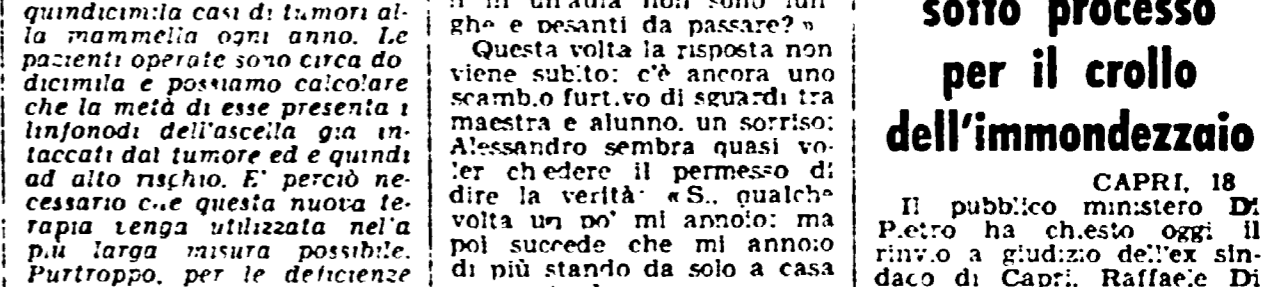 quindicimila casi di tumori al-
la mammella ogni anno. Le
pazienti operate sono circa do
dicimila e possiamo calcolare
che la metà di esse presenta i
linfonodi dell'ascella gia in-
taccati dal tumore ed e quindi
ad alto rischio. E' perciò ne-
cessario che questa nuova te-
rapia venga utilizzata nella
più larga misura possibile.
Purtroppo, per le deficienze
ghe e pesanti da passare? »
Questa volta la risposta non
viene subito: c'è ancora uno
scambio furtivo di sguardi tra
maestra e alunno, un sorriso:
Alessandro sembra quasi vo-
ler chiedere il permesso di
dire la verità: « Sì, qualche
volta un po' mi annoio: ma
poi succede che mi annoio
di più stando da solo a casa
sotto processo
per il crollo
dell'immondezzaio
CAPRI, 18
Il pubblico ministero Di
Pietro ha chiesto oggi il
rinvio a giudizio dell'ex sin-
daco di Capri, Raffaele Di